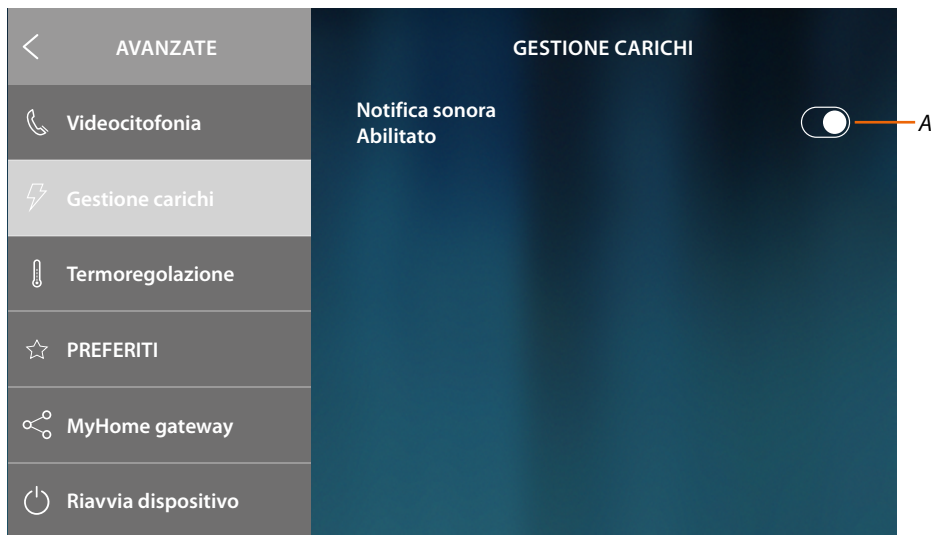 AVANZATE
Videocitofonia
Gestione carichi
Termoregolazione
PREFERITI
MyHome gateway
Riavvia dispositivo
GESTIONE CARICHI
Notifica sonora
Abilitato
A